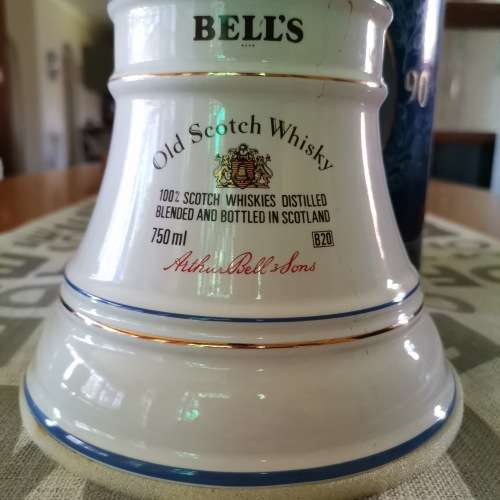 BELL'S
Old Scotch Whisky
100% SCOTCH WHISKIES DISTILLED
BLENDED AND BOTTLED IN SCOTLAND
750 ml B20
Arthur Bell & Sons
90